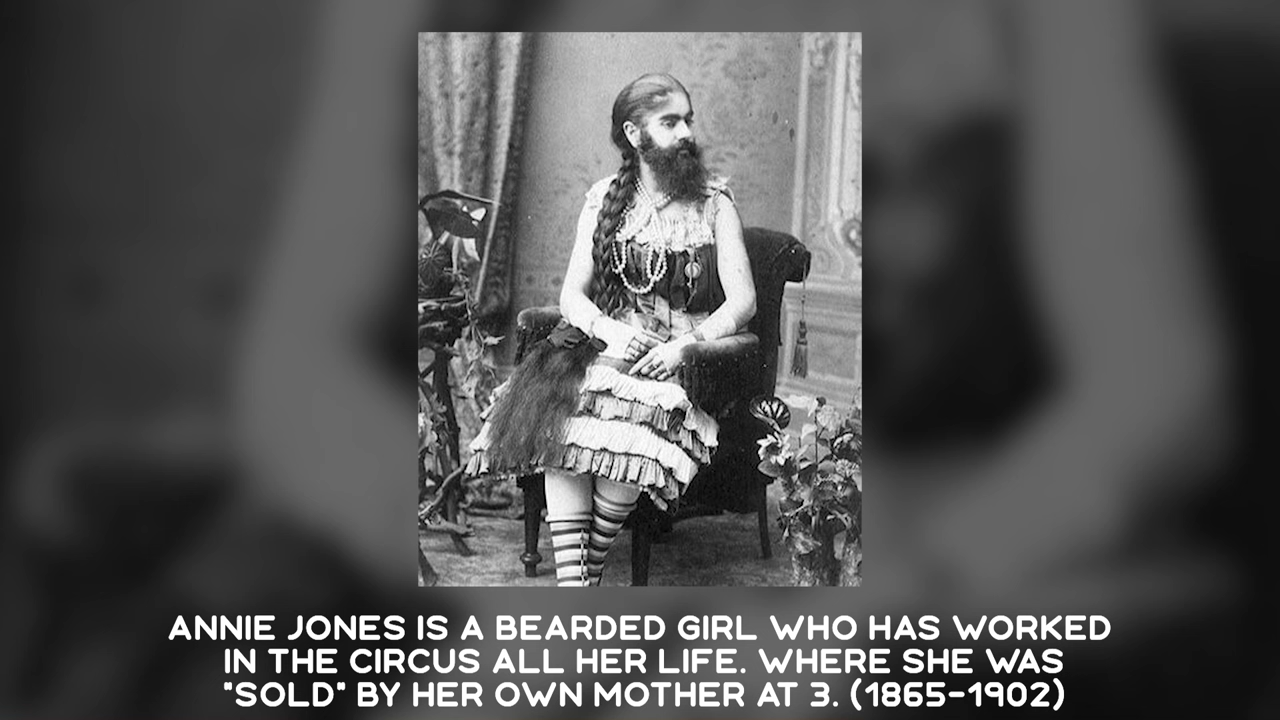 ANNIE JONES IS A BEARDED GIRL WHO HAS WORKED
IN THE CIRCUS ALL HER LIFE. WHERE SHE WAS
"SOLD" BY HER OWN MOTHER AT 3. (1865-1902)